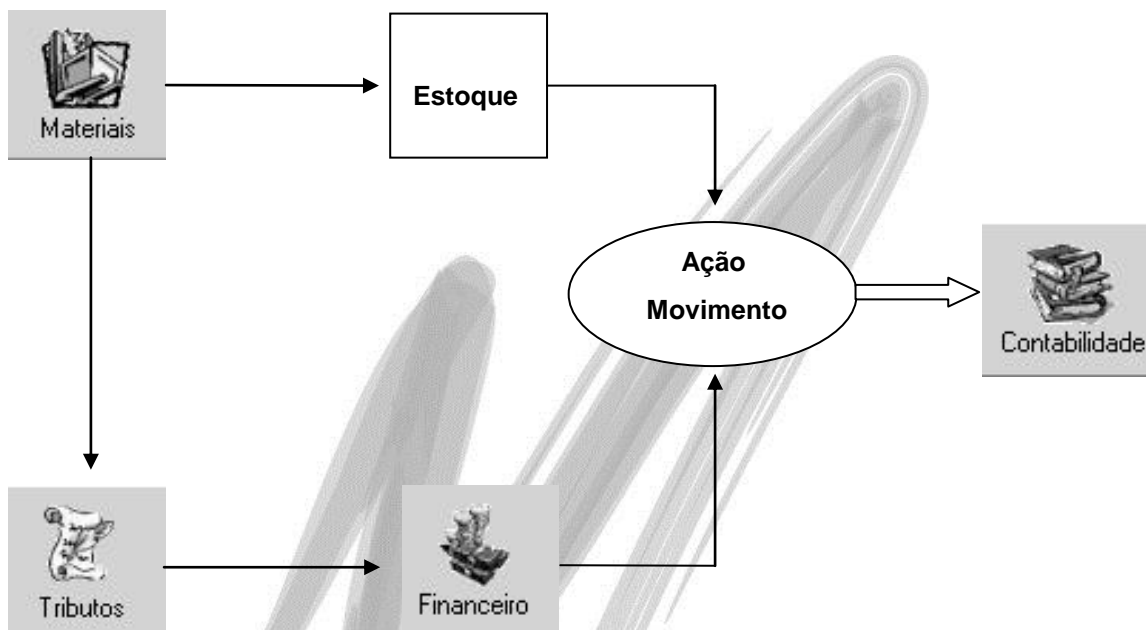 Materiais
Estoque
Ação
Movimento
Contabilidade
Tributos
Financeiro